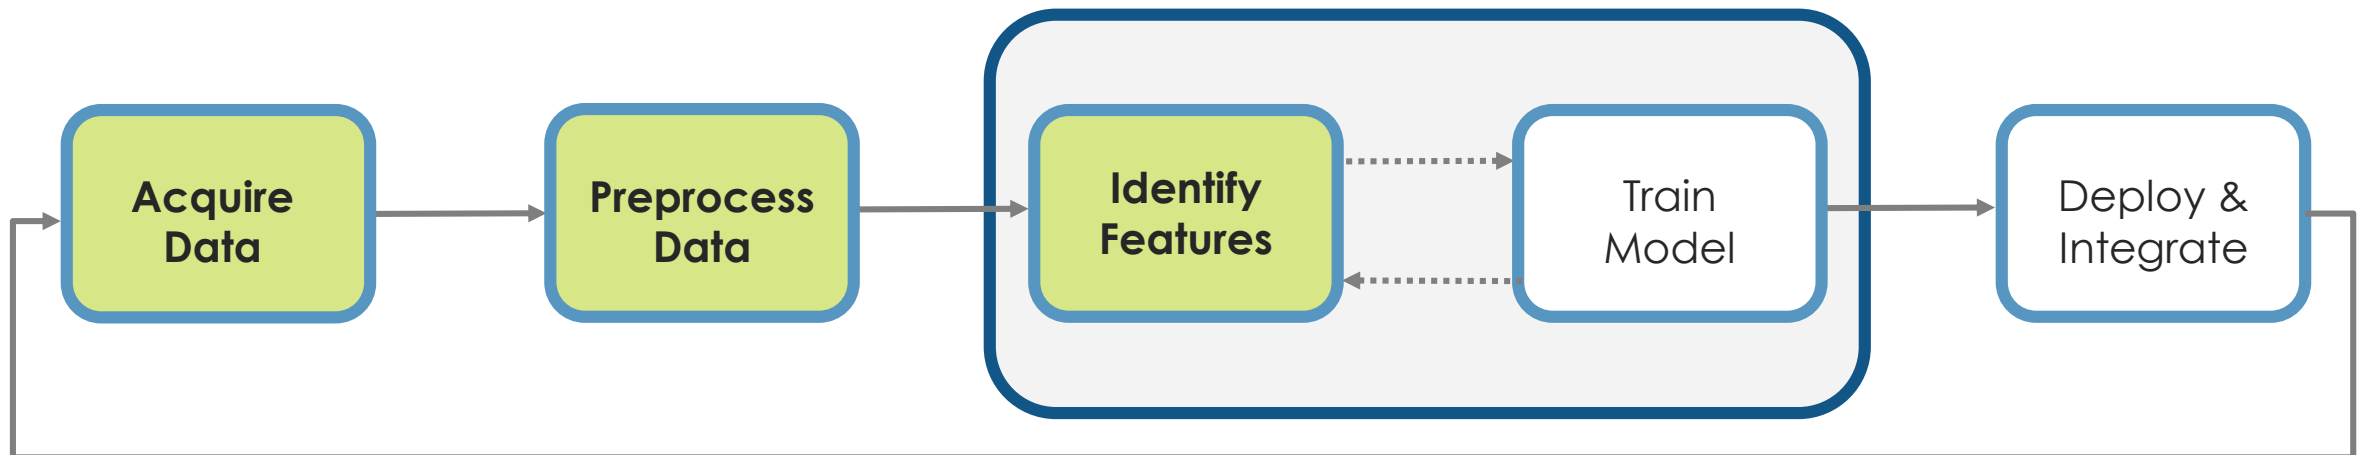 Acquire
Data
Preprocess
Data
Identify
Features
Train
Model
Deploy &
Integrate